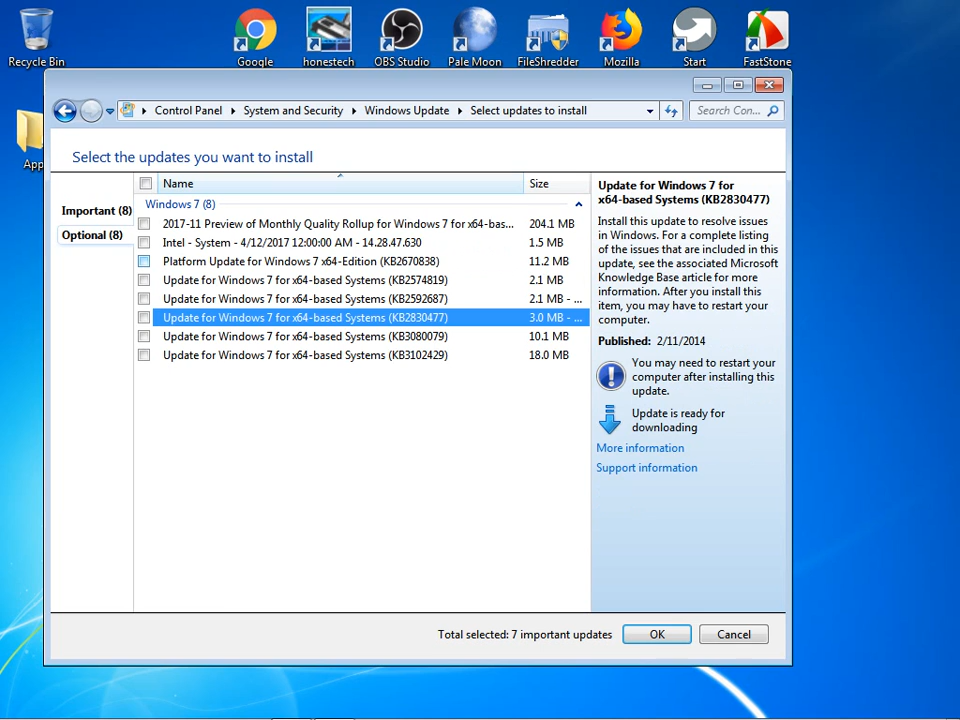 Recycle Bin
Google
honestech
OBS Studio
Pale Moon
FileShredder
Mozilla
Start
FastStone
App
Control Panel
System and Security
Windows Update
Select updates to install
Search Con...
Select the updates you want to install
Name
Size
Important (8)
Optional (8)
Windows 7 (8)
2017-11 Preview of Monthly Quality Rollup for Windows 7 for x64-bas... 204.1 MB
Intel - System - 4/12/2017 12:00:00 AM - 14.28.47.630 1.5 MB
Platform Update for Windows 7 x64-Edition (KB2670838) 11.2 MB
Update for Windows 7 for x64-based Systems (KB2574819) 2.1 MB
Update for Windows 7 for x64-based Systems (KB2592687) 2.1 MB - ...
Update for Windows 7 for x64-based Systems (KB2830477) 3.0 MB - ...
Update for Windows 7 for x64-based Systems (KB3080079) 10.1 MB
Update for Windows 7 for x64-based Systems (KB3102429) 18.0 MB
Update for Windows 7 for
x64-based Systems (KB2830477)
Install this update to resolve issues
in Windows. For a complete listing
of the issues that are included in this
update, see the associated Microsoft
Knowledge Base article for more
information. After you install this
item, you may have to restart your
computer.
Published: 2/11/2014
You may need to restart your
computer after installing this
update.
Update is ready for
downloading
More information
Support information
Total selected: 7 important updates
OK
Cancel